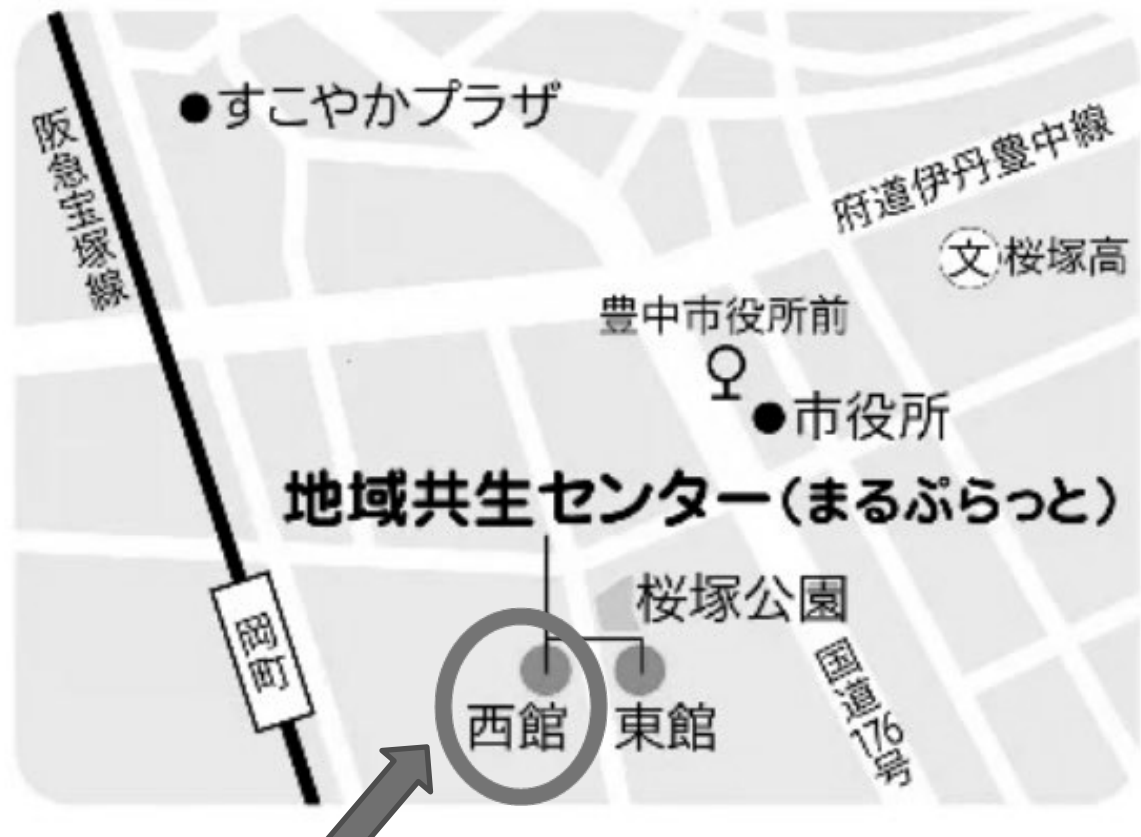 すこやかプラザ
阪急宝塚線
府道伊丹豊中線
文
桜塚高
豊中市役所前
市役所
地域共生センター（まるぷらっと）
桜塚公園
岡町
西館
東館
国道176号